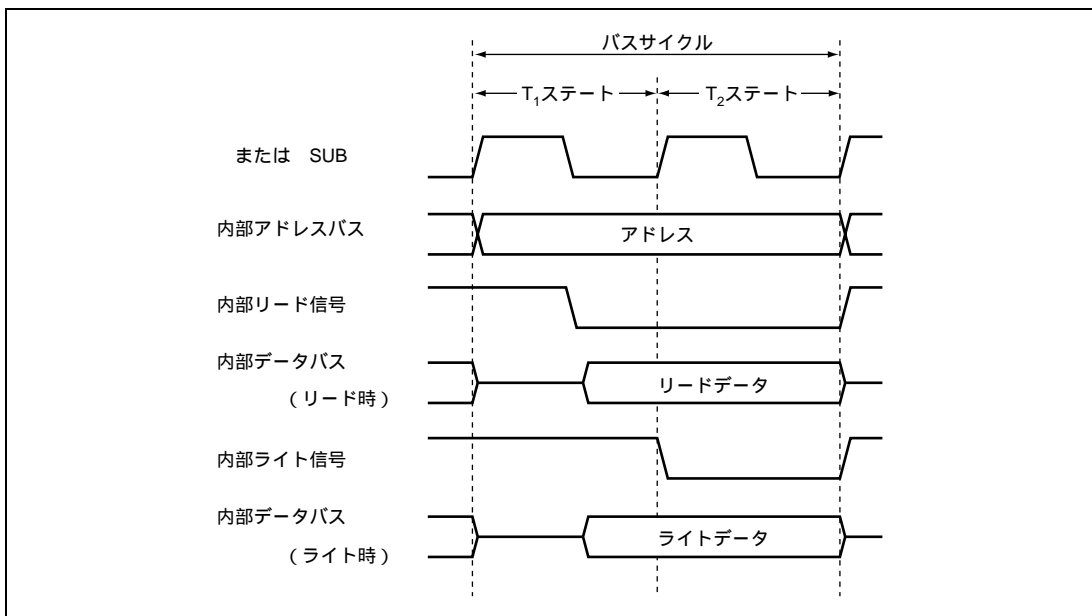 バスサイクル
T1ステート
T2ステート
または SUB
内部アドレスバス
アドレス
内部リード信号
内部データバス
(リード時)
リードデータ
内部ライト信号
内部データバス
(ライト時)
ライトデータ